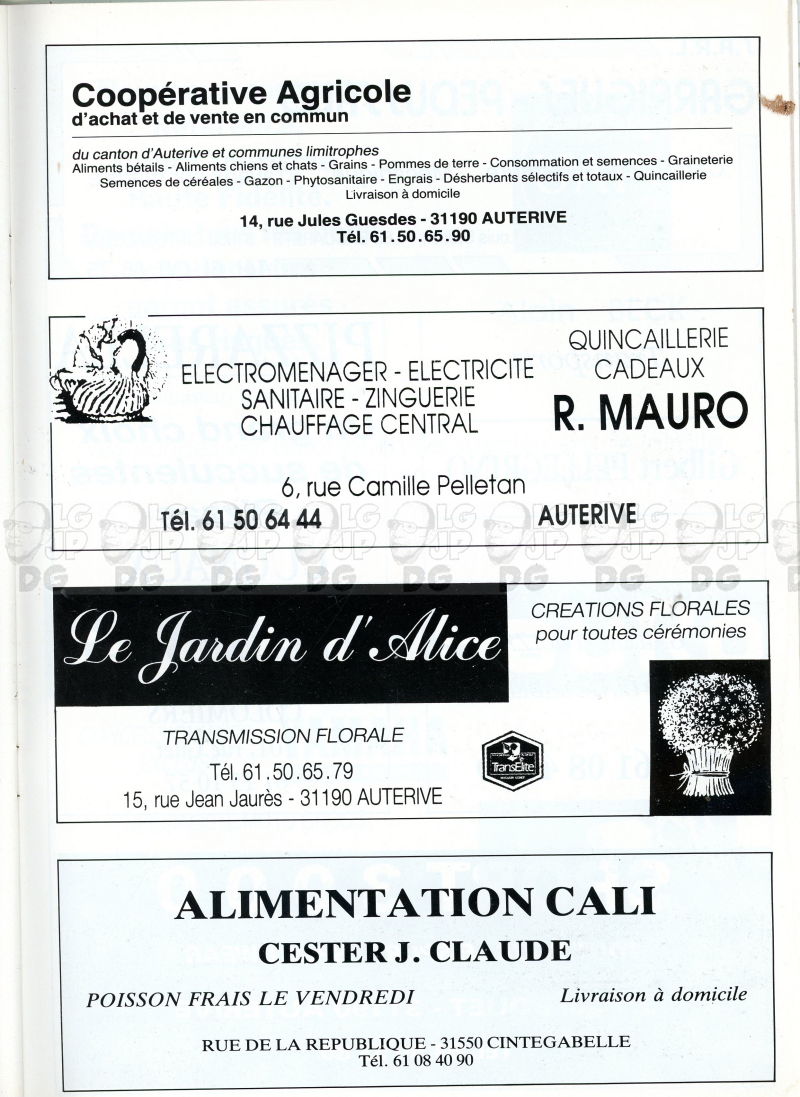 Coopérative Agricole
d'achat et de vente en commun
du canton d'Auterive et communes limitrophes
Aliments bétails - Aliments chiens et chats - Grains - Pommes de terre - Consommation et semences - Graineterie
Semences de céréales - Gazon - Phytosanitaire - Engrais - Désherbants sélectifs et totaux - Quincaillerie
Livraison à domicile
14, rue Jules Guesdes - 31190 AUTERIVE
Tél. 61.50.65.90
QUINCAILLERIE
CADEAUX
R. MAURO
ELECTROMENAGER - ELECTRICITE
SANITAIRE - ZINGUERIE
CHAUFFAGE CENTRAL
6, rue Camille Pelletan
Tél. 61 50 64 44 AUTERIVE
LG JP DG
Le Jardin d'Alice
CREATIONS FLORALES
pour toutes cérémonies
TRANSMISSION FLORALE
Tél. 61.50.65.79
15, rue Jean Jaurès - 31190 AUTERIVE
TransElite
ALIMENTATION CALI
CESTER J. CLAUDE
POISSON FRAIS LE VENDREDI Livraison à domicile
RUE DE LA REPUBLIQUE - 31550 CINTEGABELLE
Tél. 61 08 40 90